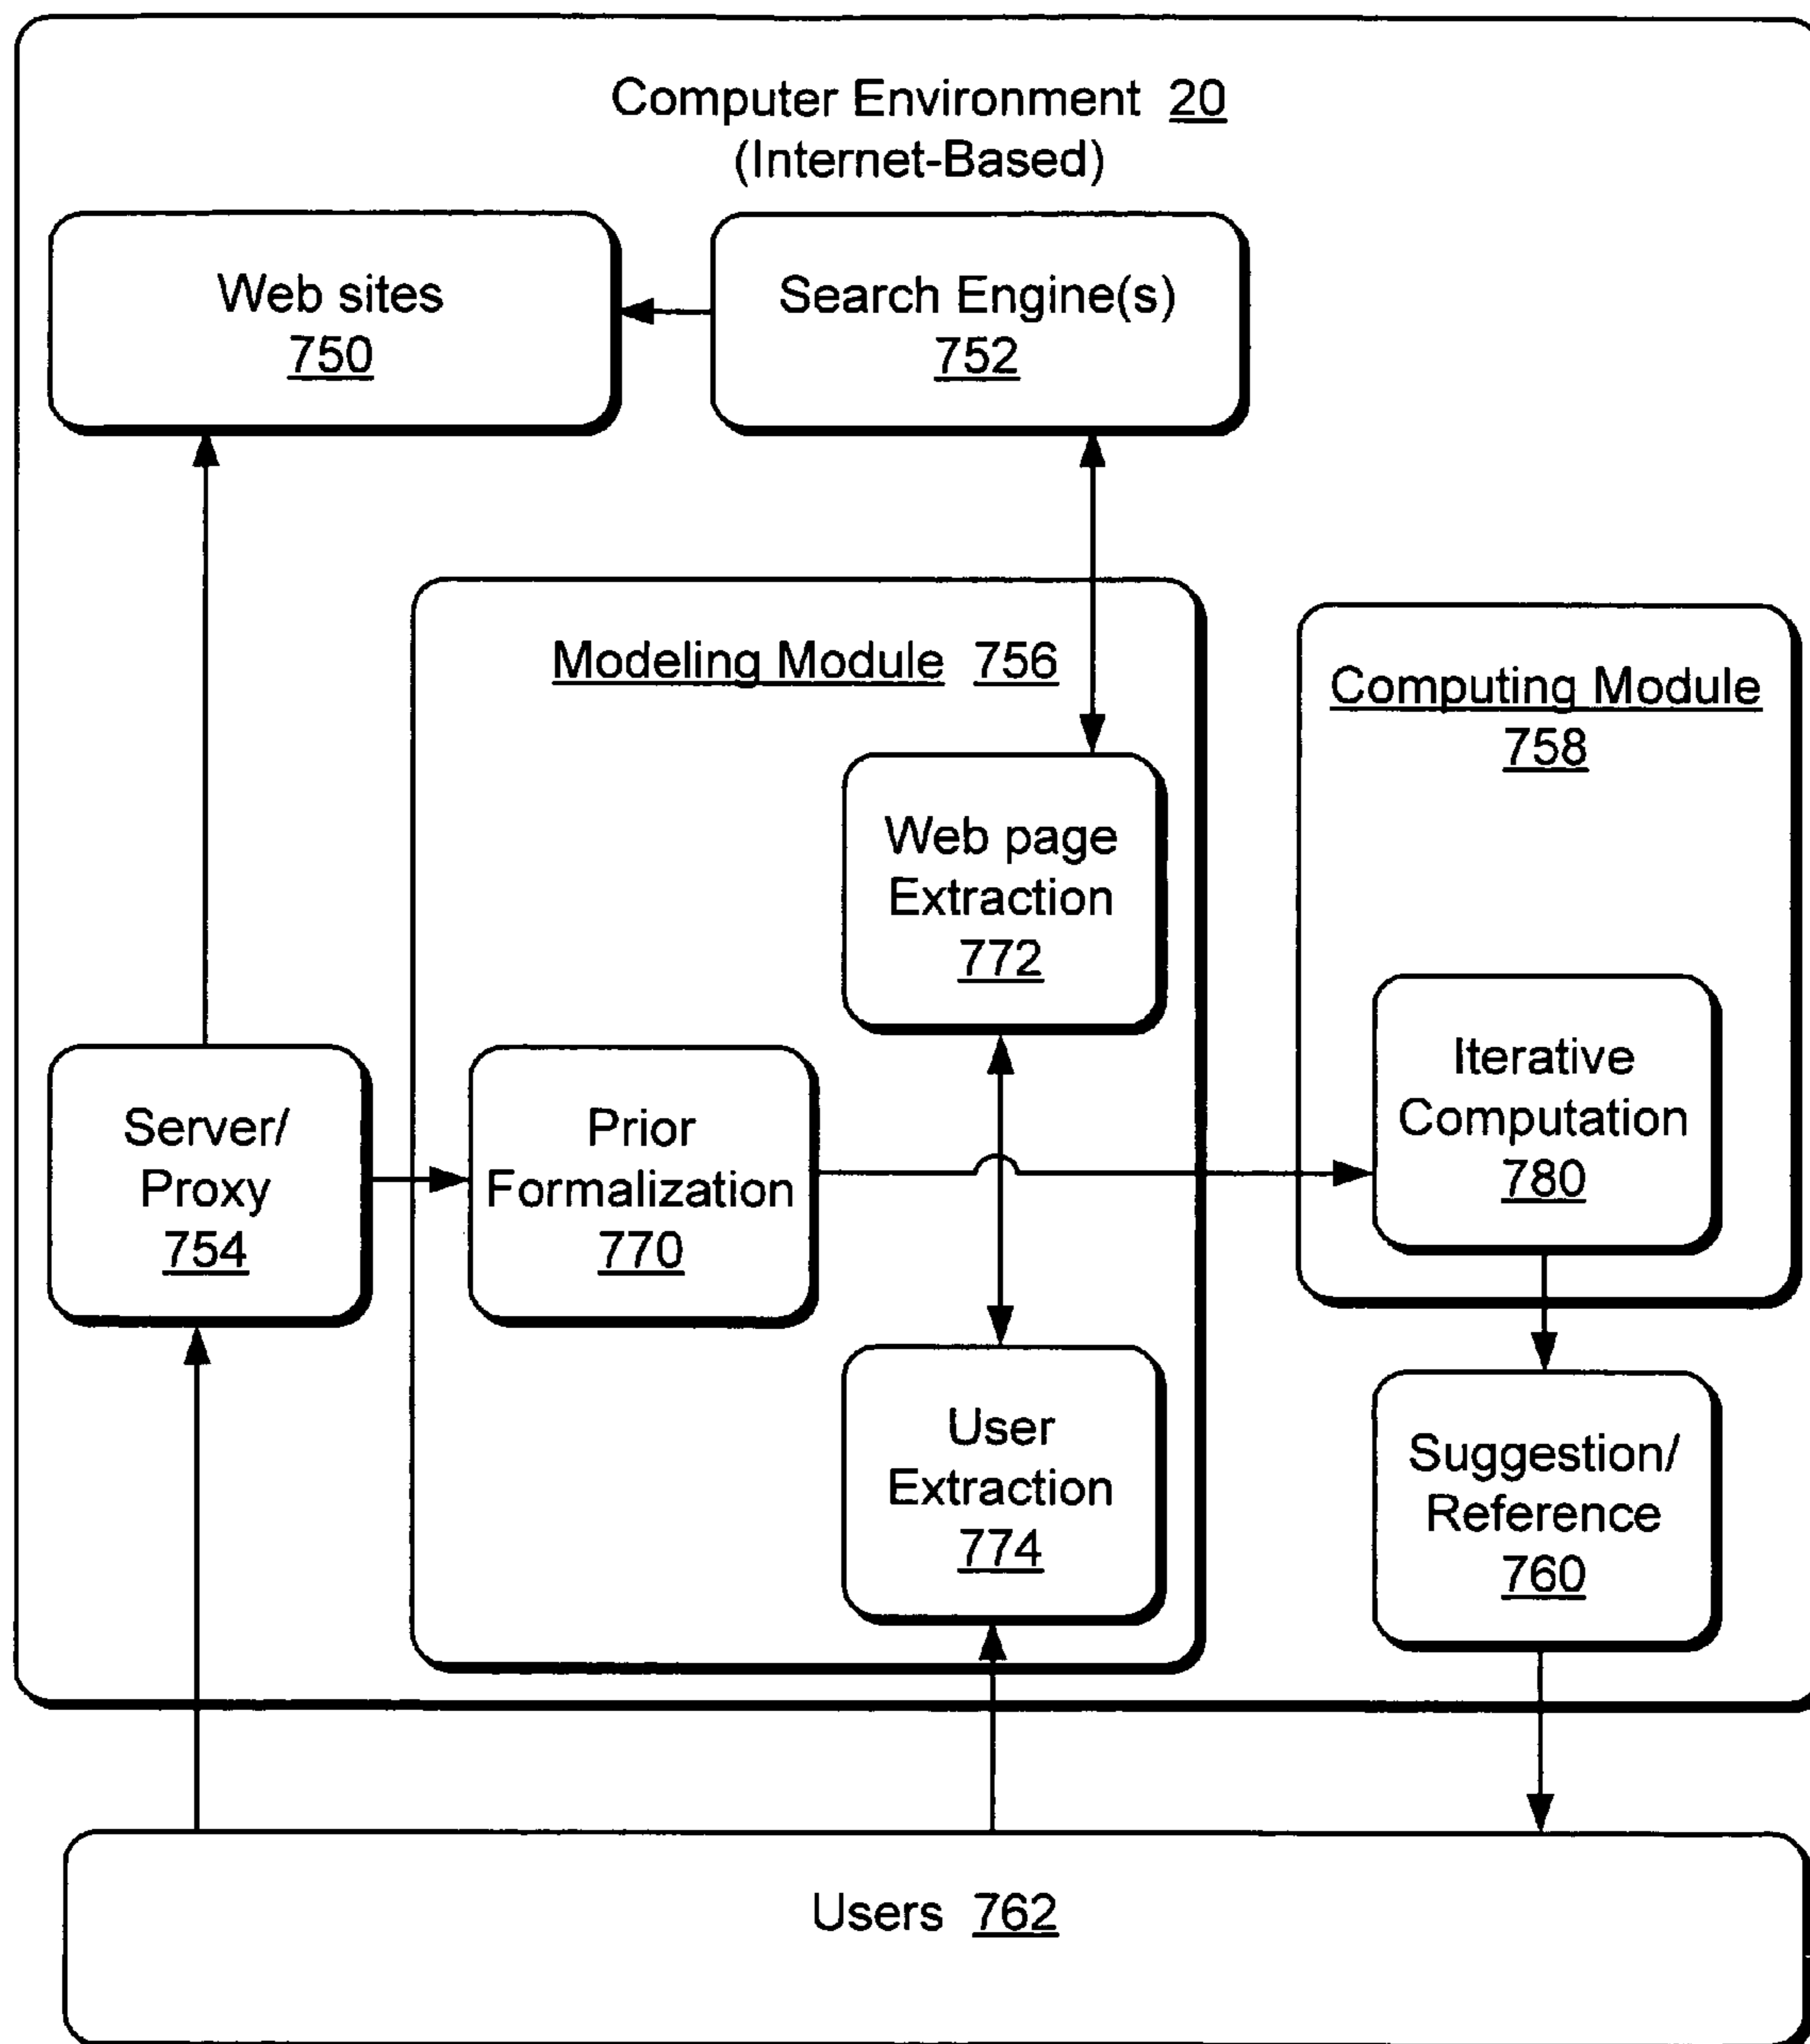 Computer Environment 20
(Internet-Based)
Web sites
750
Search Engine(s)
752
Modeling Module 756
Computing Module
758
Web page
Extraction
772
Server/
Proxy
754
Prior
Formalization
770
Iterative
Computation
780
User
Extraction
774
Suggestion/
Reference
760
Users 762